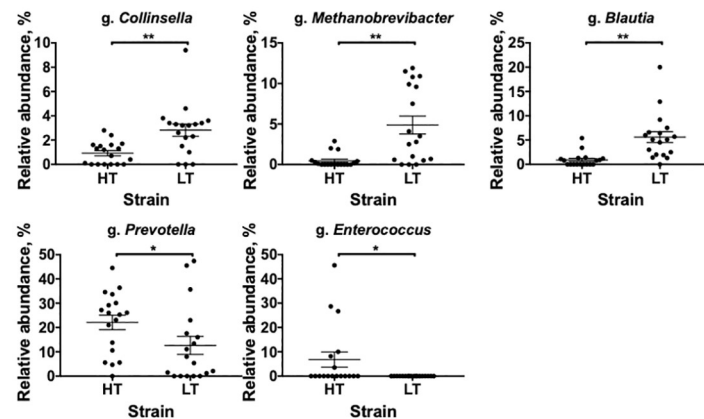 g. Collinsella
Relative abundance, %
10
8
6
4
2
0
**
HT
LT
Strain
g. Methanobrevibacter
Relative abundance, %
15
10
5
0
**
HT
LT
Strain
g. Blautia
Relative abundance, %
25
20
15
10
5
0
**
HT
LT
Strain
g. Prevotella
Relative abundance, %
50
40
30
20
10
0
*
HT
LT
Strain
g. Enterococcus
Relative abundance, %
50
40
30
20
10
0
*
HT
LT
Strain